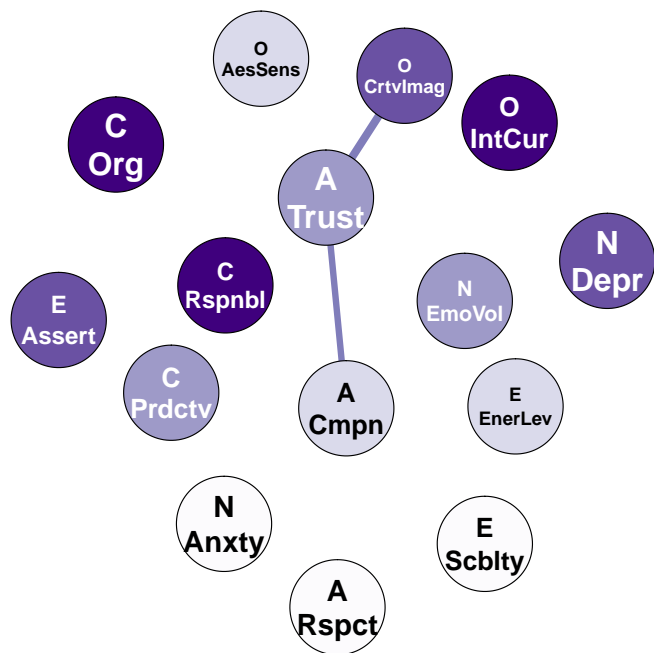 O
AesSens
O
CrtvImag
O
IntCur
C
Org
A
Trust
N
Depr
C
Rspnbl
N
EmoVol
E
Assert
C
Prdctv
A
Cmpn
E
EnerLev
N
Anxty
E
Scblty
A
Rspct